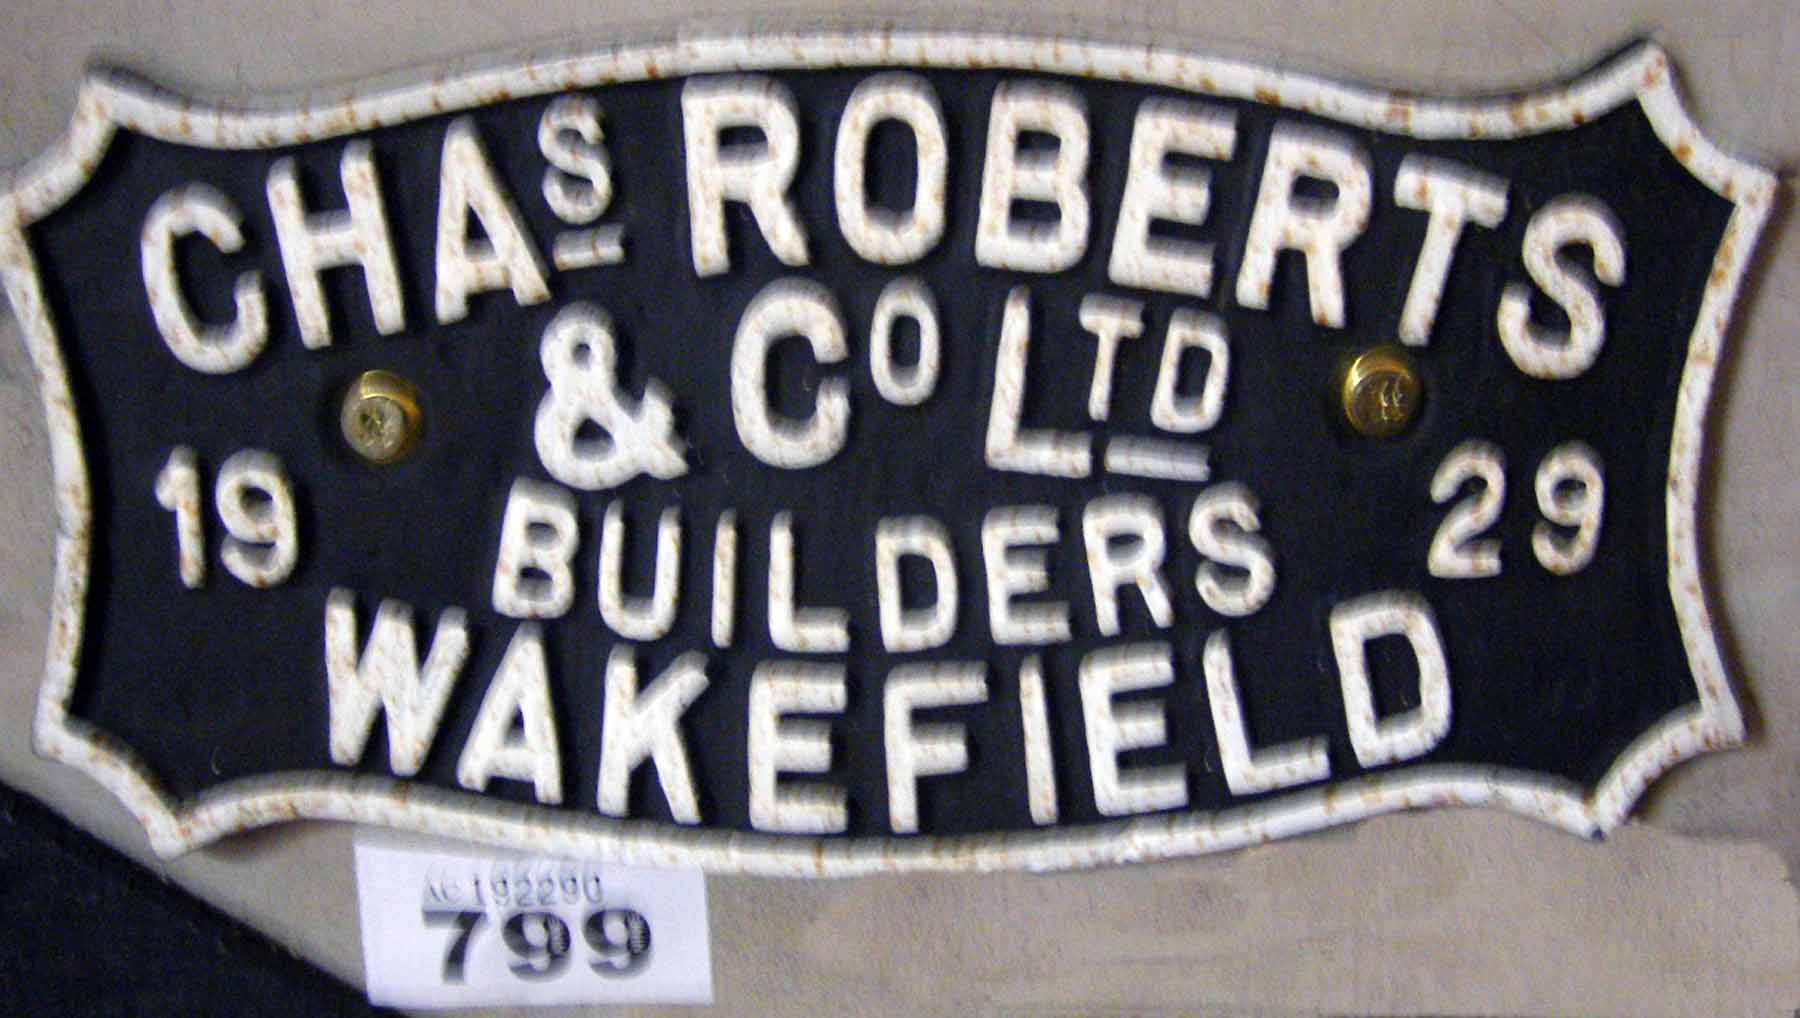 CHAS ROBERTS
& CO LTD
19 29
BUILDERS
WAKEFIELD
799